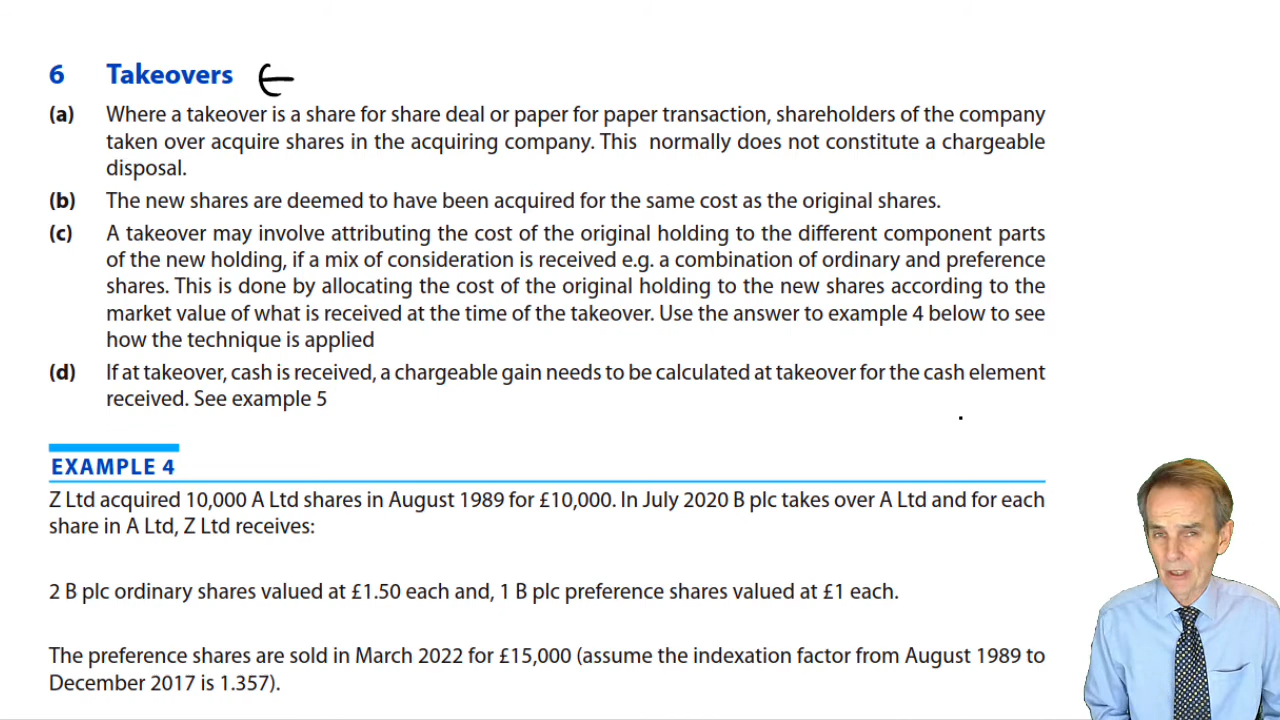 6 Takeovers
(a) Where a takeover is a share for share deal or paper for paper transaction, shareholders of the company
taken over acquire shares in the acquiring company. This normally does not constitute a chargeable
disposal.
(b) The new shares are deemed to have been acquired for the same cost as the original shares.
(c) A takeover may involve attributing the cost of the original holding to the different component parts
of the new holding, if a mix of consideration is received e.g. a combination of ordinary and preference
shares. This is done by allocating the cost of the original holding to the new shares according to the
market value of what is received at the time of the takeover. Use the answer to example 4 below to see
how the technique is applied
(d) If at takeover, cash is received, a chargeable gain needs to be calculated at takeover for the cash element
received. See example 5
EXAMPLE 4
Z Ltd acquired 10,000 A Ltd shares in August 1989 for £10,000. In July 2020 B plc takes over A Ltd and for each
share in A Ltd, Z Ltd receives:
2 B plc ordinary shares valued at £1.50 each and, 1 B plc preference shares valued at £1 each.
The preference shares are sold in March 2022 for £15,000 (assume the indexation factor from August 1989 to
December 2017 is 1.357).